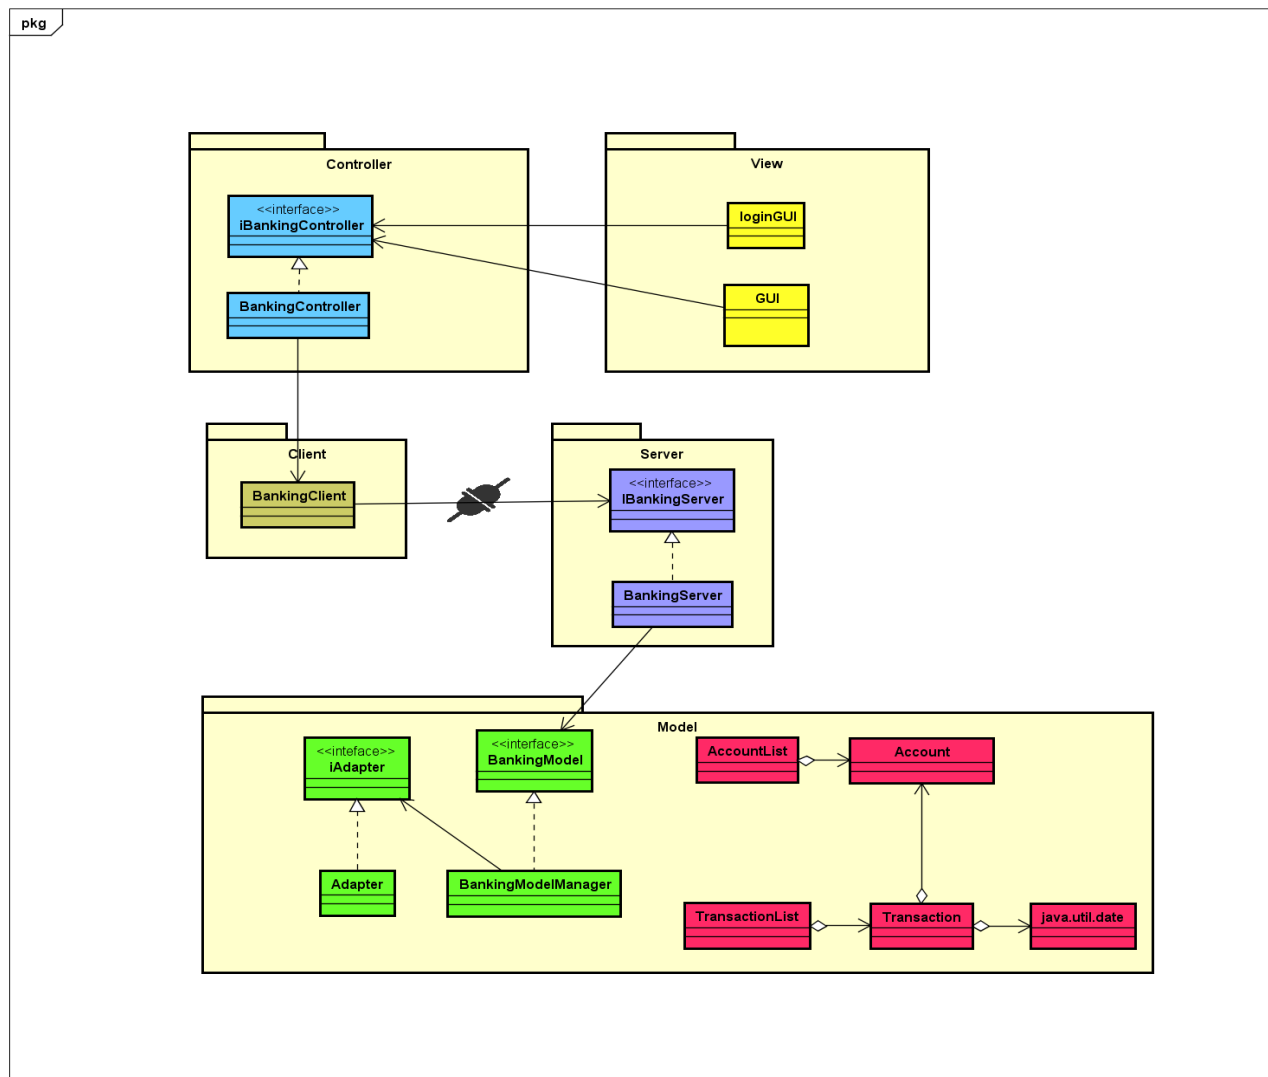 pkg
Controller
<<interface>>
iBankingController
BankingController
View
loginGUI
GUI
Client
BankingClient
Server
<<interface>>
IBankingServer
BankingServer
Model
<<inteface>>
iAdapter
<<interface>>
BankingModel
AccountList
Account
Adapter
BankingModelManager
TransactionList
Transaction
java.util.date